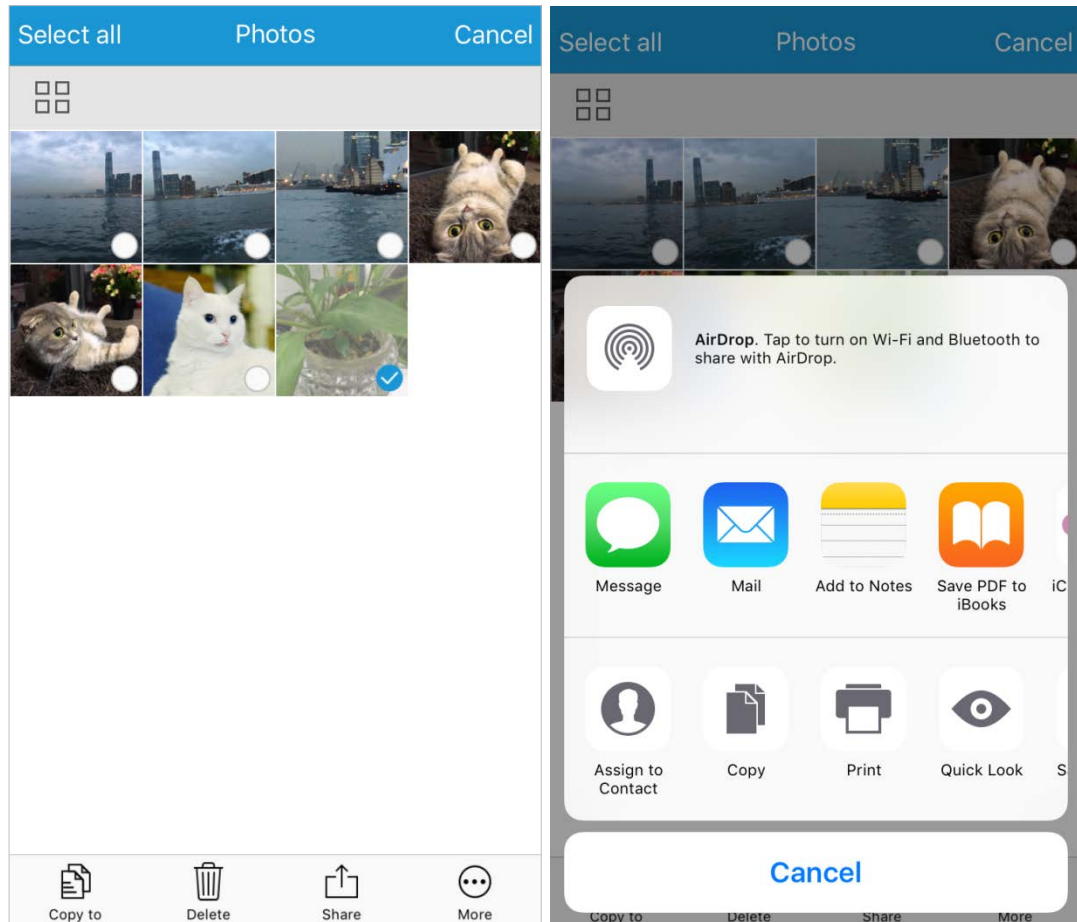 Select all Photos Cancel
Copy to Delete Share More
Select all Photos Cancel
AirDrop. Tap to turn on Wi-Fi and Bluetooth to
share with AirDrop.
Message Mail Add to Notes Save PDF to
iBooks
iC
Assign to
Contact
Copy Print Quick Look S
Cancel
Copy to Delete Share More